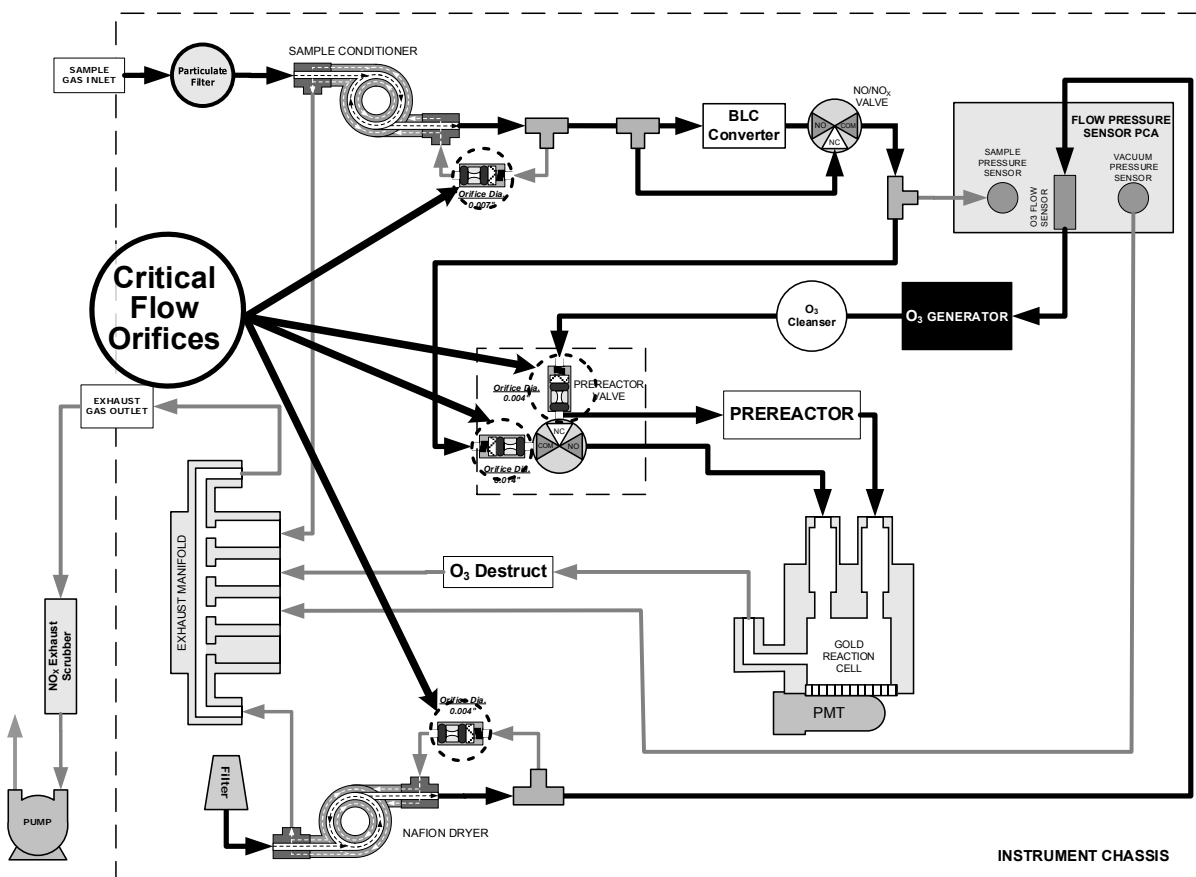 SAMPLE CONDITIONER
SAMPLE
GAS INLET
Particulate
Filter
NO/NOX
VALVE
BLC
Converter
NO
COM
NC
FLOW PRESSURE
SENSOR PCA
SAMPLE
PRESSURE
SENSOR
O3 FLOW
SENSOR
VACUUM
PRESSURE
SENSOR
Orifice Dia.
0.007"
Critical
Flow
Orifices
O3
Cleanser
O3 GENERATOR
Orifice Dia.
0.004"
PREREACTOR
VALVE
NC
COM
NO
PREREACTOR
Orifice Dia.
0.014"
EXHAUST
GAS OUTLET
EXHAUST MANIFOLD
O3 Destruct
NOX Exhaust
Scrubber
GOLD
REACTION
CELL
PMT
Orifice Dia.
0.004"
Filter
PUMP
NAFION DRYER
INSTRUMENT CHASSIS